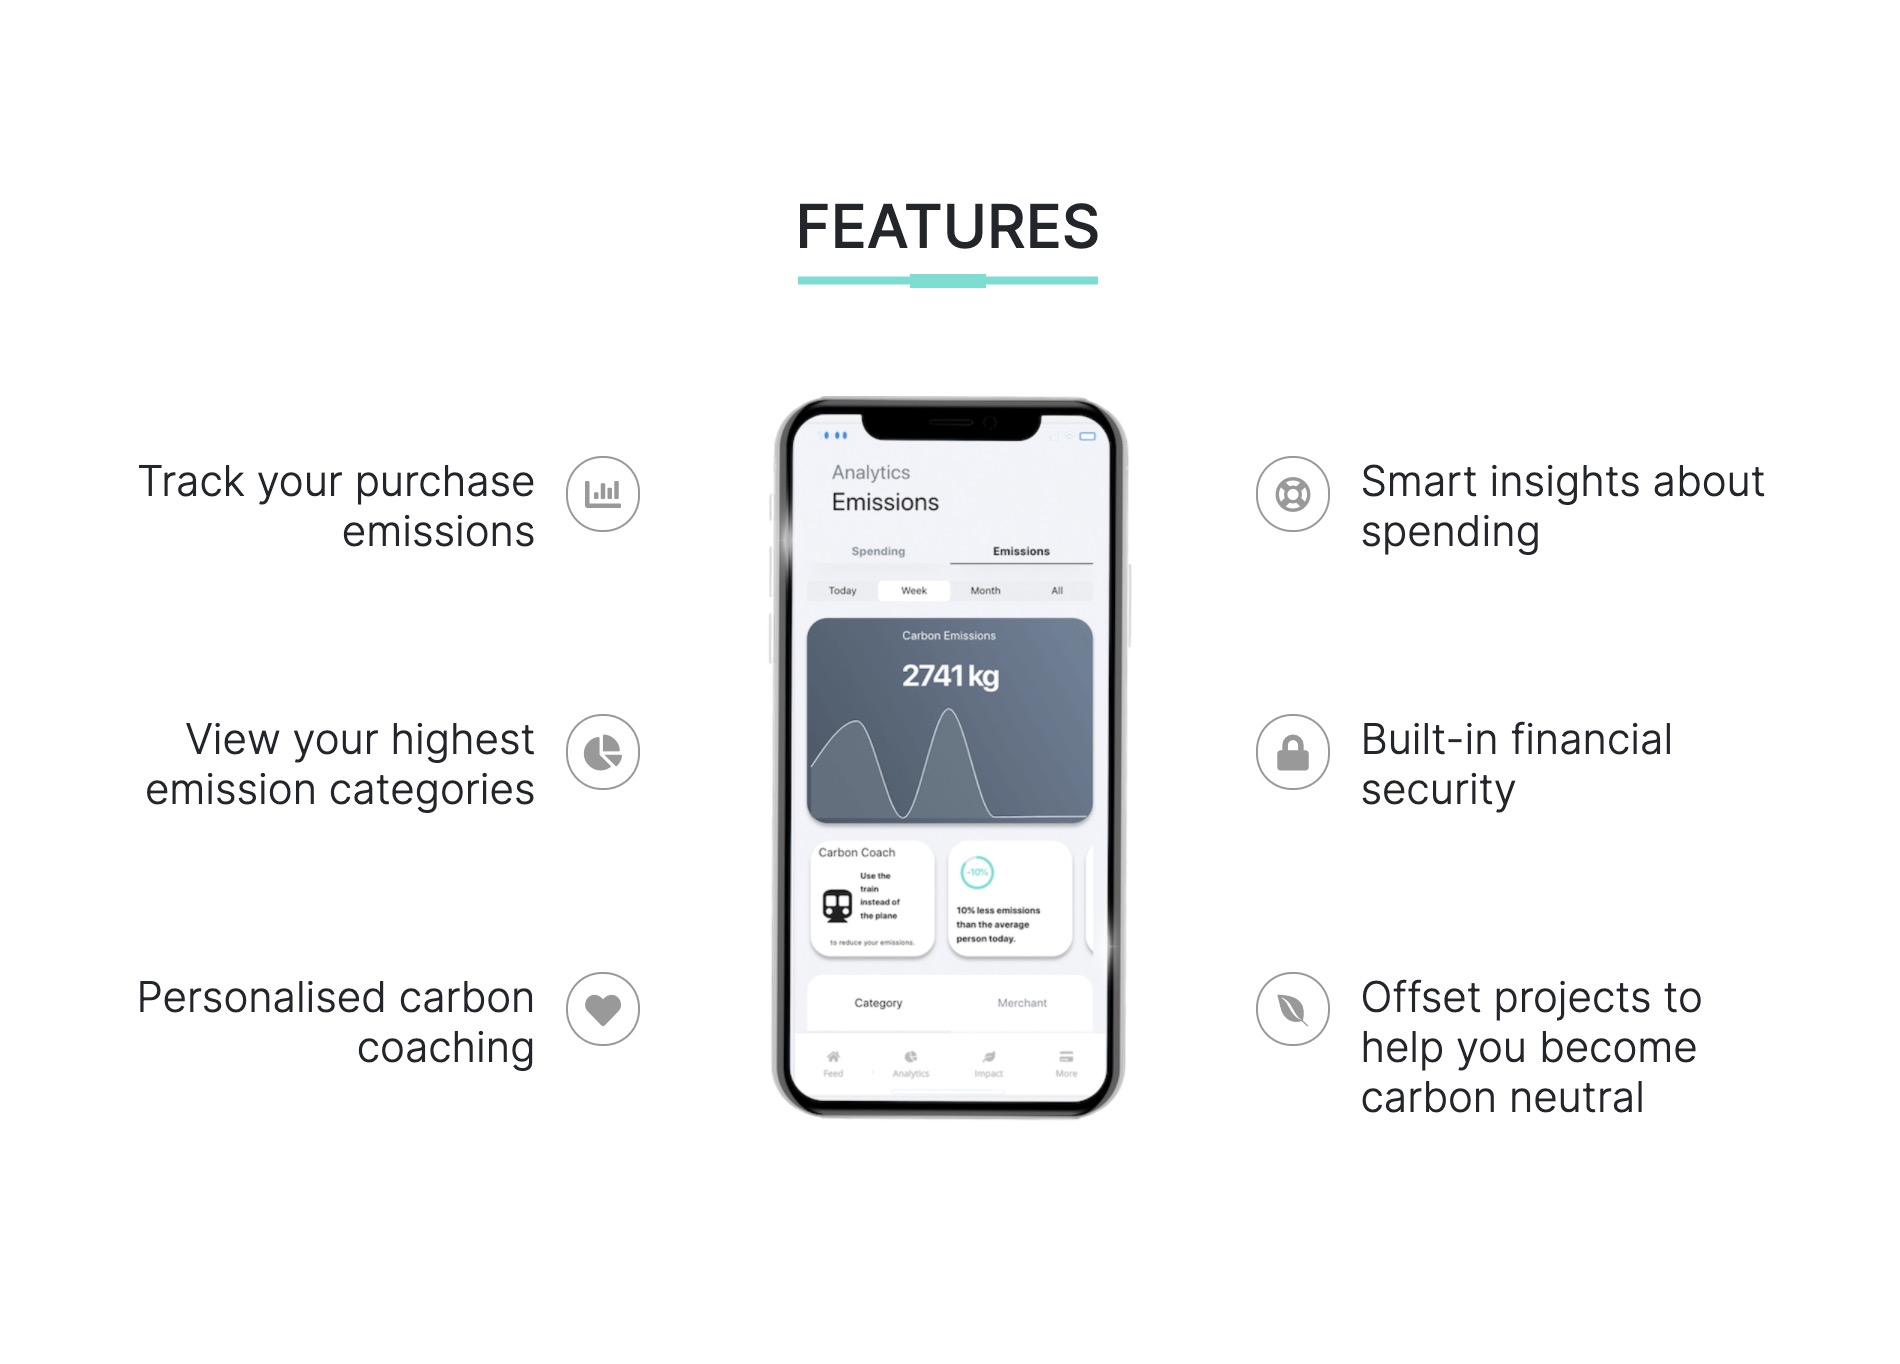 FEATURES
Track your purchase
emissions
View your highest
emission categories
Personalised carbon
coaching
Analytics
Emissions
Spending Emissions
Today Week Month All
Carbon Emissions
2741 kg
Carbon Coach
Use the
train
instead of
the plane
to reduce your emissions.
-10%
10% less emissions
than the average
person today.
Category Merchant
Feed Analytics Impact More
Smart insights about
spending
Built-in financial
security
Offset projects to
help you become
carbon neutral